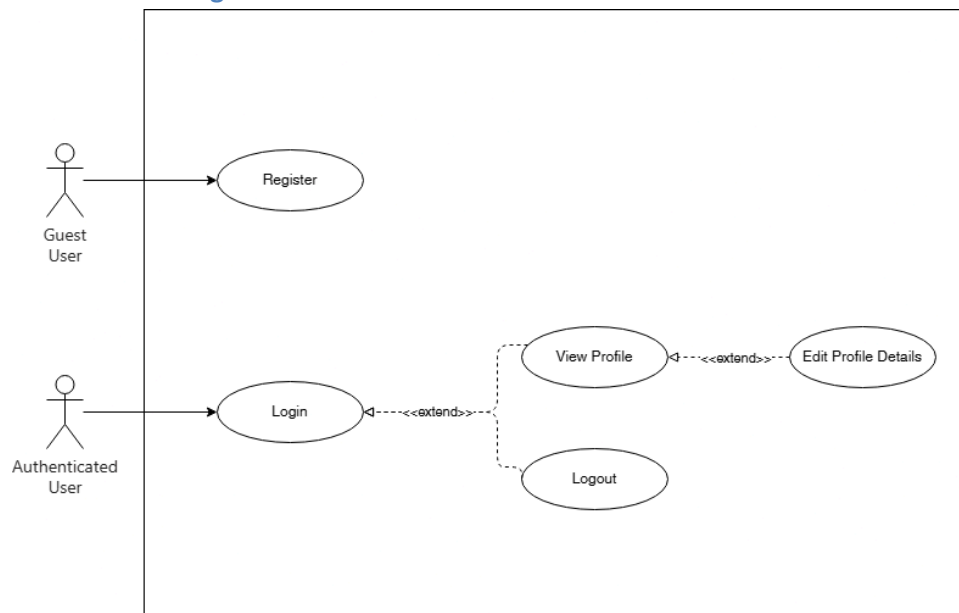 Register
Guest
User
View Profile
<<extend>>
Edit Profile Details
Login
<<extend>>
Authenticated
User
Logout